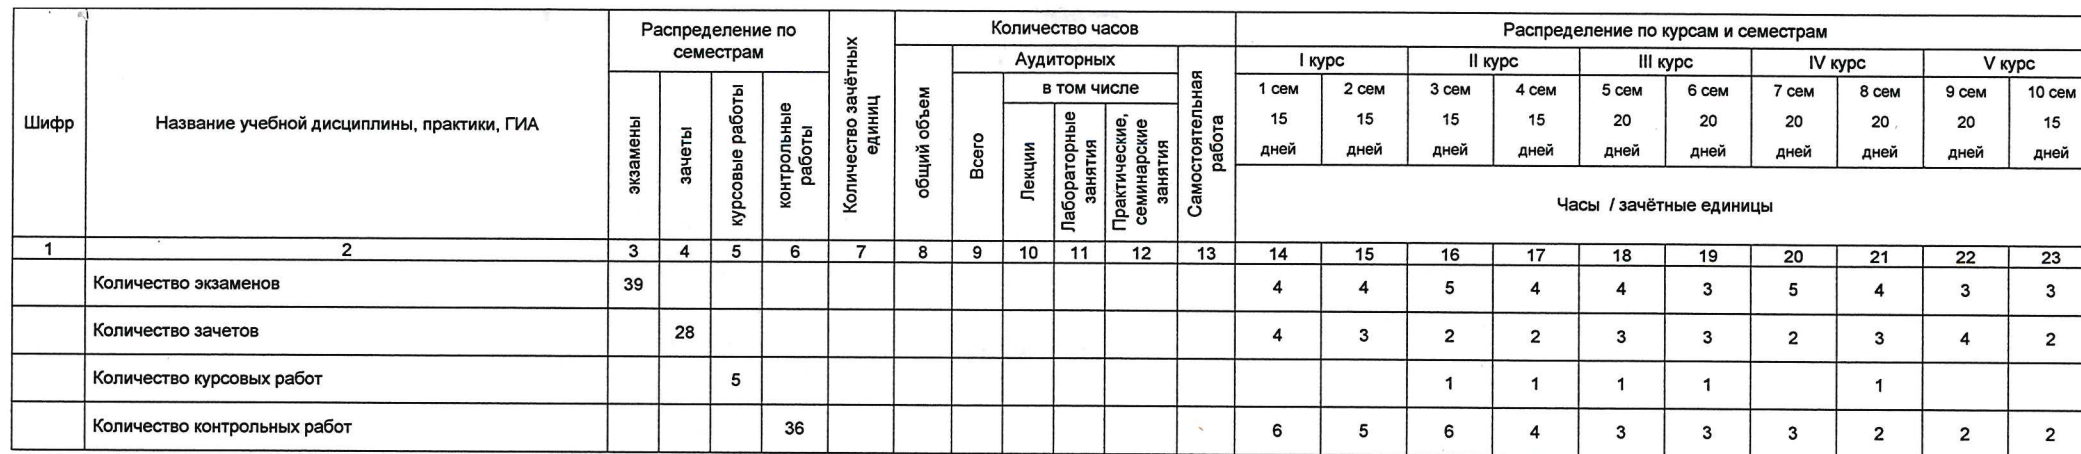 Шифр
Название учебной дисциплины, практики, ГИА
Распределение по
семестрам
экзамены
зачеты
курсовые работы
контрольные
работы
Количество зачётных
единиц
Количество часов
общий объем
Аудиторных
Всего
в том числе
Лекции
Лабораторные
занятия
Практические,
семинарские
занятия
Самостоятельная
работа
Распределение по курсам и семестрам
I курс II курс III курс IV курс V курс
1 сем 2 сем 3 сем 4 сем 5 сем 6 сем 7 сем 8 сем 9 сем 10 сем
15 15 15 15 20 20 20 20 20 15
дней дней дней дней дней дней дней дней дней дней
Часы / зачётные единицы
1 2 3 4 5 6 7 8 9 10 11 12 13 14 15 16 17 18 19 20 21 22 23
Количество экзаменов 39 4 4 5 4 4 3 5 4 3 3
Количество зачетов 28 4 3 2 2 3 3 2 3 4 2
Количество курсовых работ 5 1 1 1 1 1
Количество контрольных работ 36 6 5 6 4 3 3 3 2 2 2